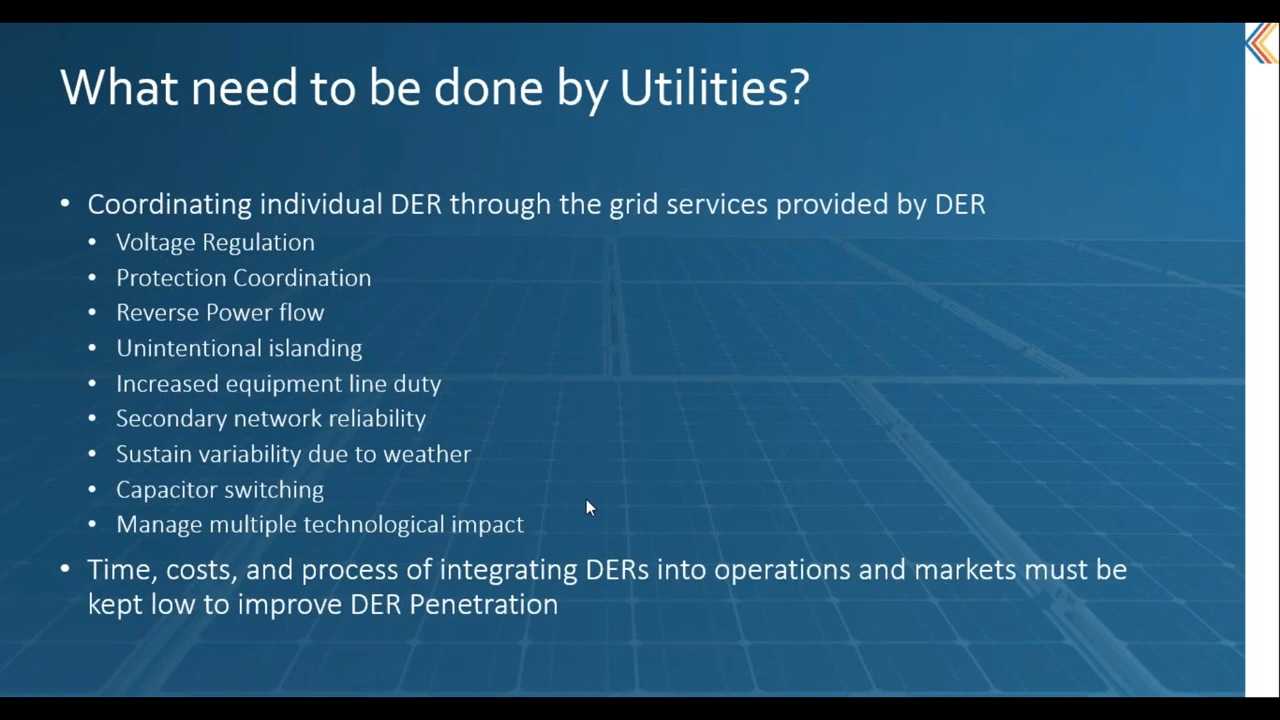 What need to be done by Utilities?
• Coordinating individual DER through the grid services provided by DER
• Voltage Regulation
• Protection Coordination
• Reverse Power flow
• Unintentional islanding
• Increased equipment line duty
• Secondary network reliability
• Sustain variability due to weather
• Capacitor switching
• Manage multiple technological impact
• Time, costs, and process of integrating DERs into operations and markets must be
kept low to improve DER Penetration